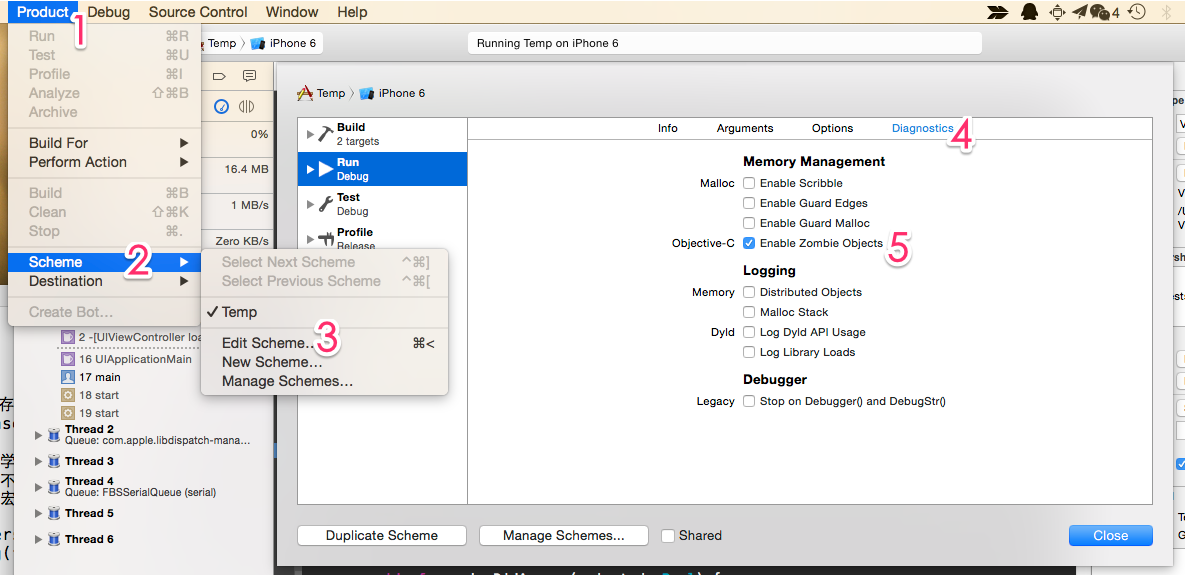 Product Debug Source Control Window Help
4
1
Run ⌘R
Test ⌘U
Profile ⌘I
Analyze ⇧⌘B
Archive
Build For
Perform Action
Build ⌘B
Clean ⇧⌘K
Stop ⌘.
Scheme
2
Destination
Create Bot...
Select Next Scheme ^⌘]
Select Previous Scheme ^⌘[
✓ Temp
Edit Scheme... ⌘<
3
New Scheme...
Manage Schemes...
Temp 〉 iPhone 6
Running Temp on iPhone 6
0%
16.4 MB
1 MB/s
Zero KB/s
2 -[UIViewController loa
16 UIApplicationMain
17 main
18 start
19 start
Thread 2
Queue: com.apple.libdispatch-mana...
Thread 3
Thread 4
Queue: FBSSerialQueue (serial)
Thread 5
Thread 6
存
学
不
宏
Temp 〉 iPhone 6
Build
2 targets
Run
Debug
Test
Debug
Profile
Release
Info Arguments Options Diagnostics
4
Memory Management
Malloc Enable Scribble
Enable Guard Edges
Enable Guard Malloc
Objective-C Enable Zombie Objects
5
Logging
Memory Distributed Objects
Malloc Stack
Dyld Log Dyld API Usage
Log Library Loads
Debugger
Legacy Stop on Debugger() and DebugStr()
Duplicate Scheme Manage Schemes... Shared Close